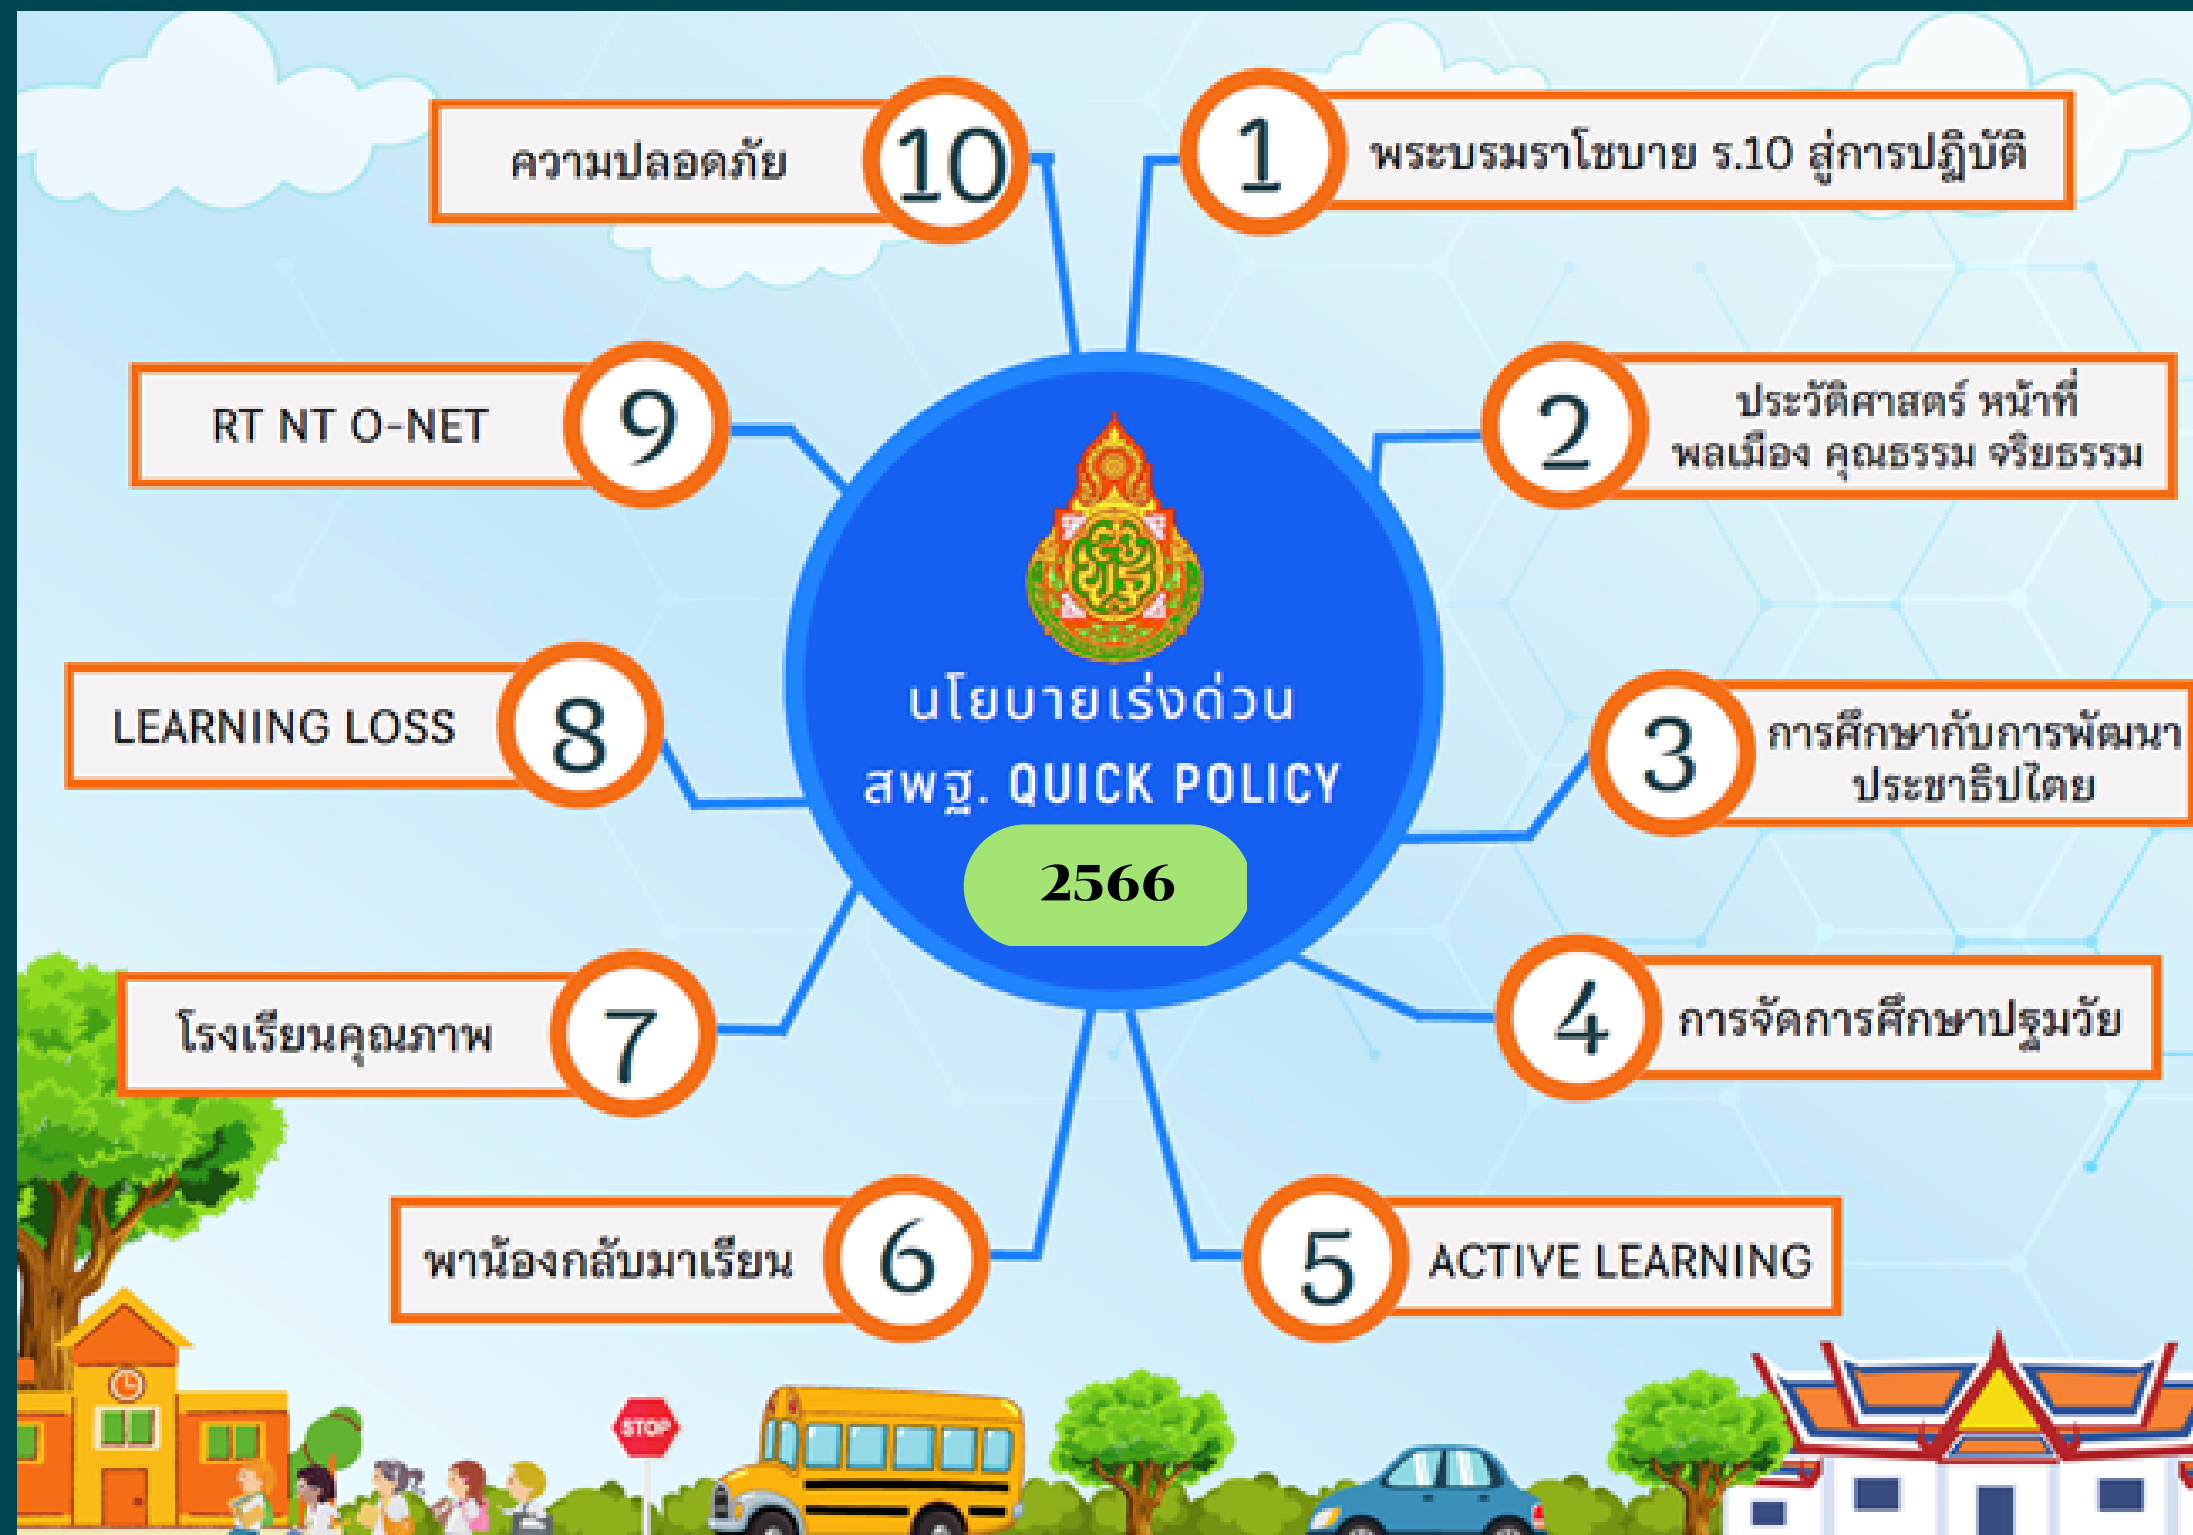 นโยบายเร่งด่วน
สพฐ. QUICK POLICY
2566
1
พระบรมราโชบาย ร.10 สู่การปฏิบัติ
2
ประวัติศาสตร์ หน้าที่
พลเมือง คุณธรรม จริยธรรม
3
การศึกษากับการพัฒนา
ประชาธิปไตย
4
การจัดการศึกษาปฐมวัย
5
ACTIVE LEARNING
6
พาน้องกลับมาเรียน
7
โรงเรียนคุณภาพ
8
LEARNING LOSS
9
RT NT O-NET
10
ความปลอดภัย
STOP